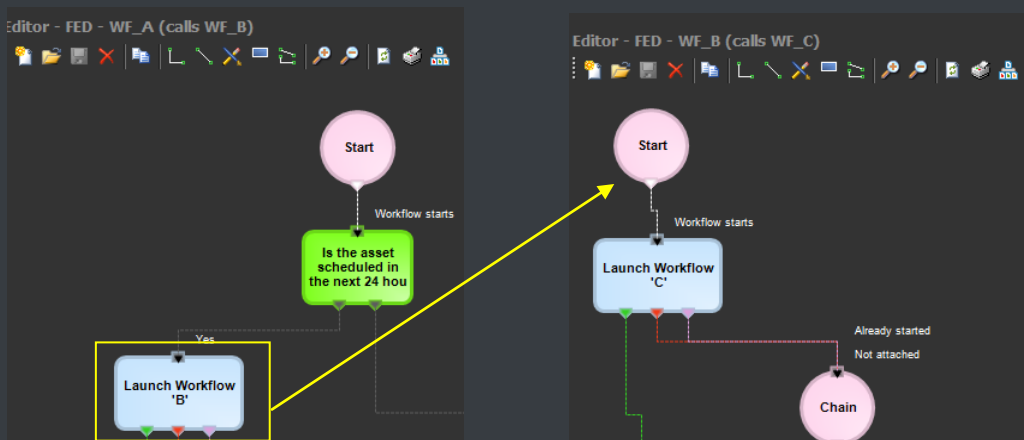 Editor - FED - WF_A (calls WF_B)
Start
Workflow starts
Is the asset
scheduled in
the next 24 hou
Yes
Launch Workflow
'B'
Editor - FED - WF_B (calls WF_C)
Start
Workflow starts
Launch Workflow
'C'
Already started
Not attached
Chain